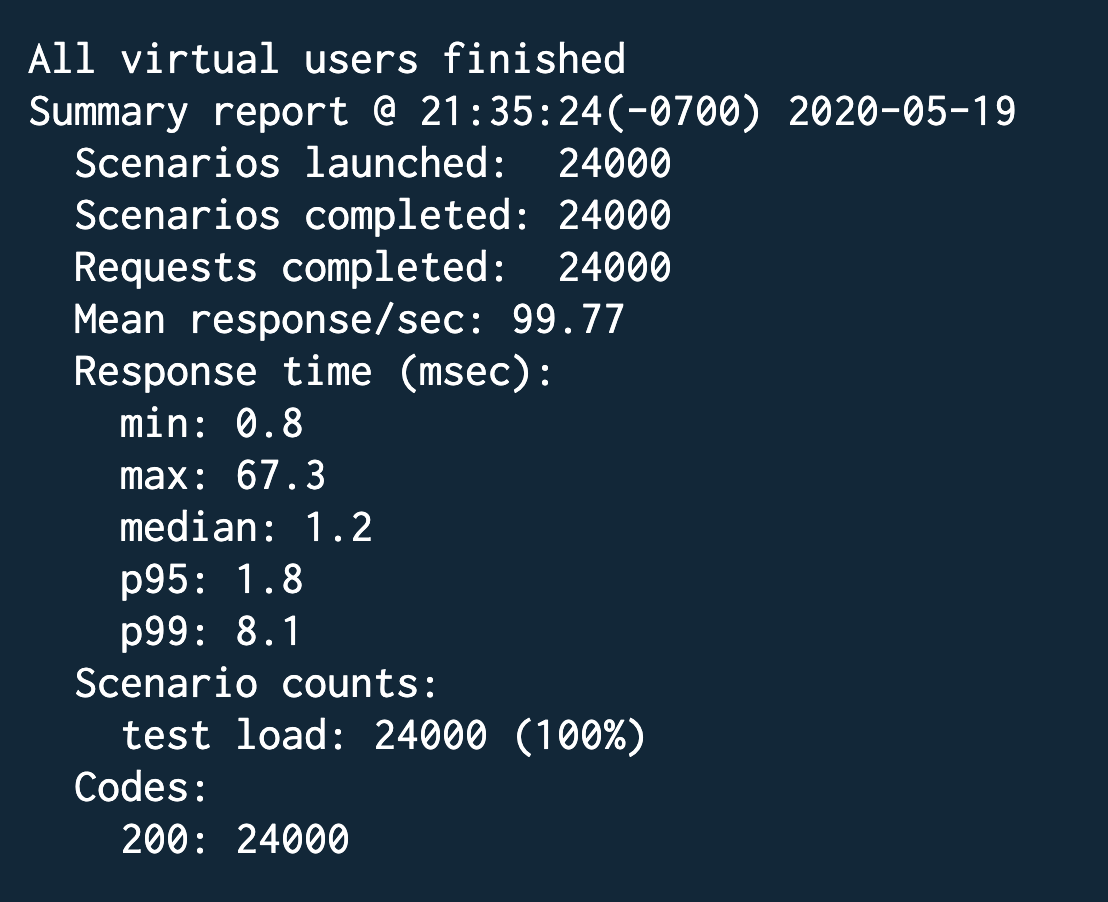 All virtual users finished
Summary report @ 21:35:24(-0700) 2020-05-19
  Scenarios launched:  24000
  Scenarios completed: 24000
  Requests completed:  24000
  Mean response/sec: 99.77
  Response time (msec):
    min: 0.8
    max: 67.3
    median: 1.2
    p95: 1.8
    p99: 8.1
  Scenario counts:
    test load: 24000 (100%)
  Codes:
    200: 24000